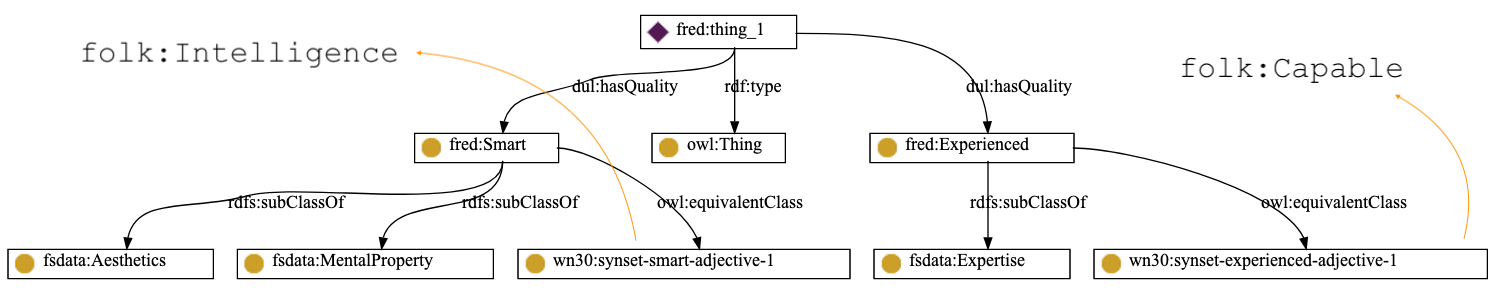 fred:thing_1
folk:Intelligence
folk:Capable
dul:hasQuality
rdf:type
dul:hasQuality
fred:Smart
owl:Thing
fred:Experienced
rdfs:subClassOf
rdfs:subClassOf
owl:equivalentClass
rdfs:subClassOf
owl:equivalentClass
fsdata:Aesthetics
fsdata:MentalProperty
wn30:synset-smart-adjective-1
fsdata:Expertise
wn30:synset-experienced-adjective-1